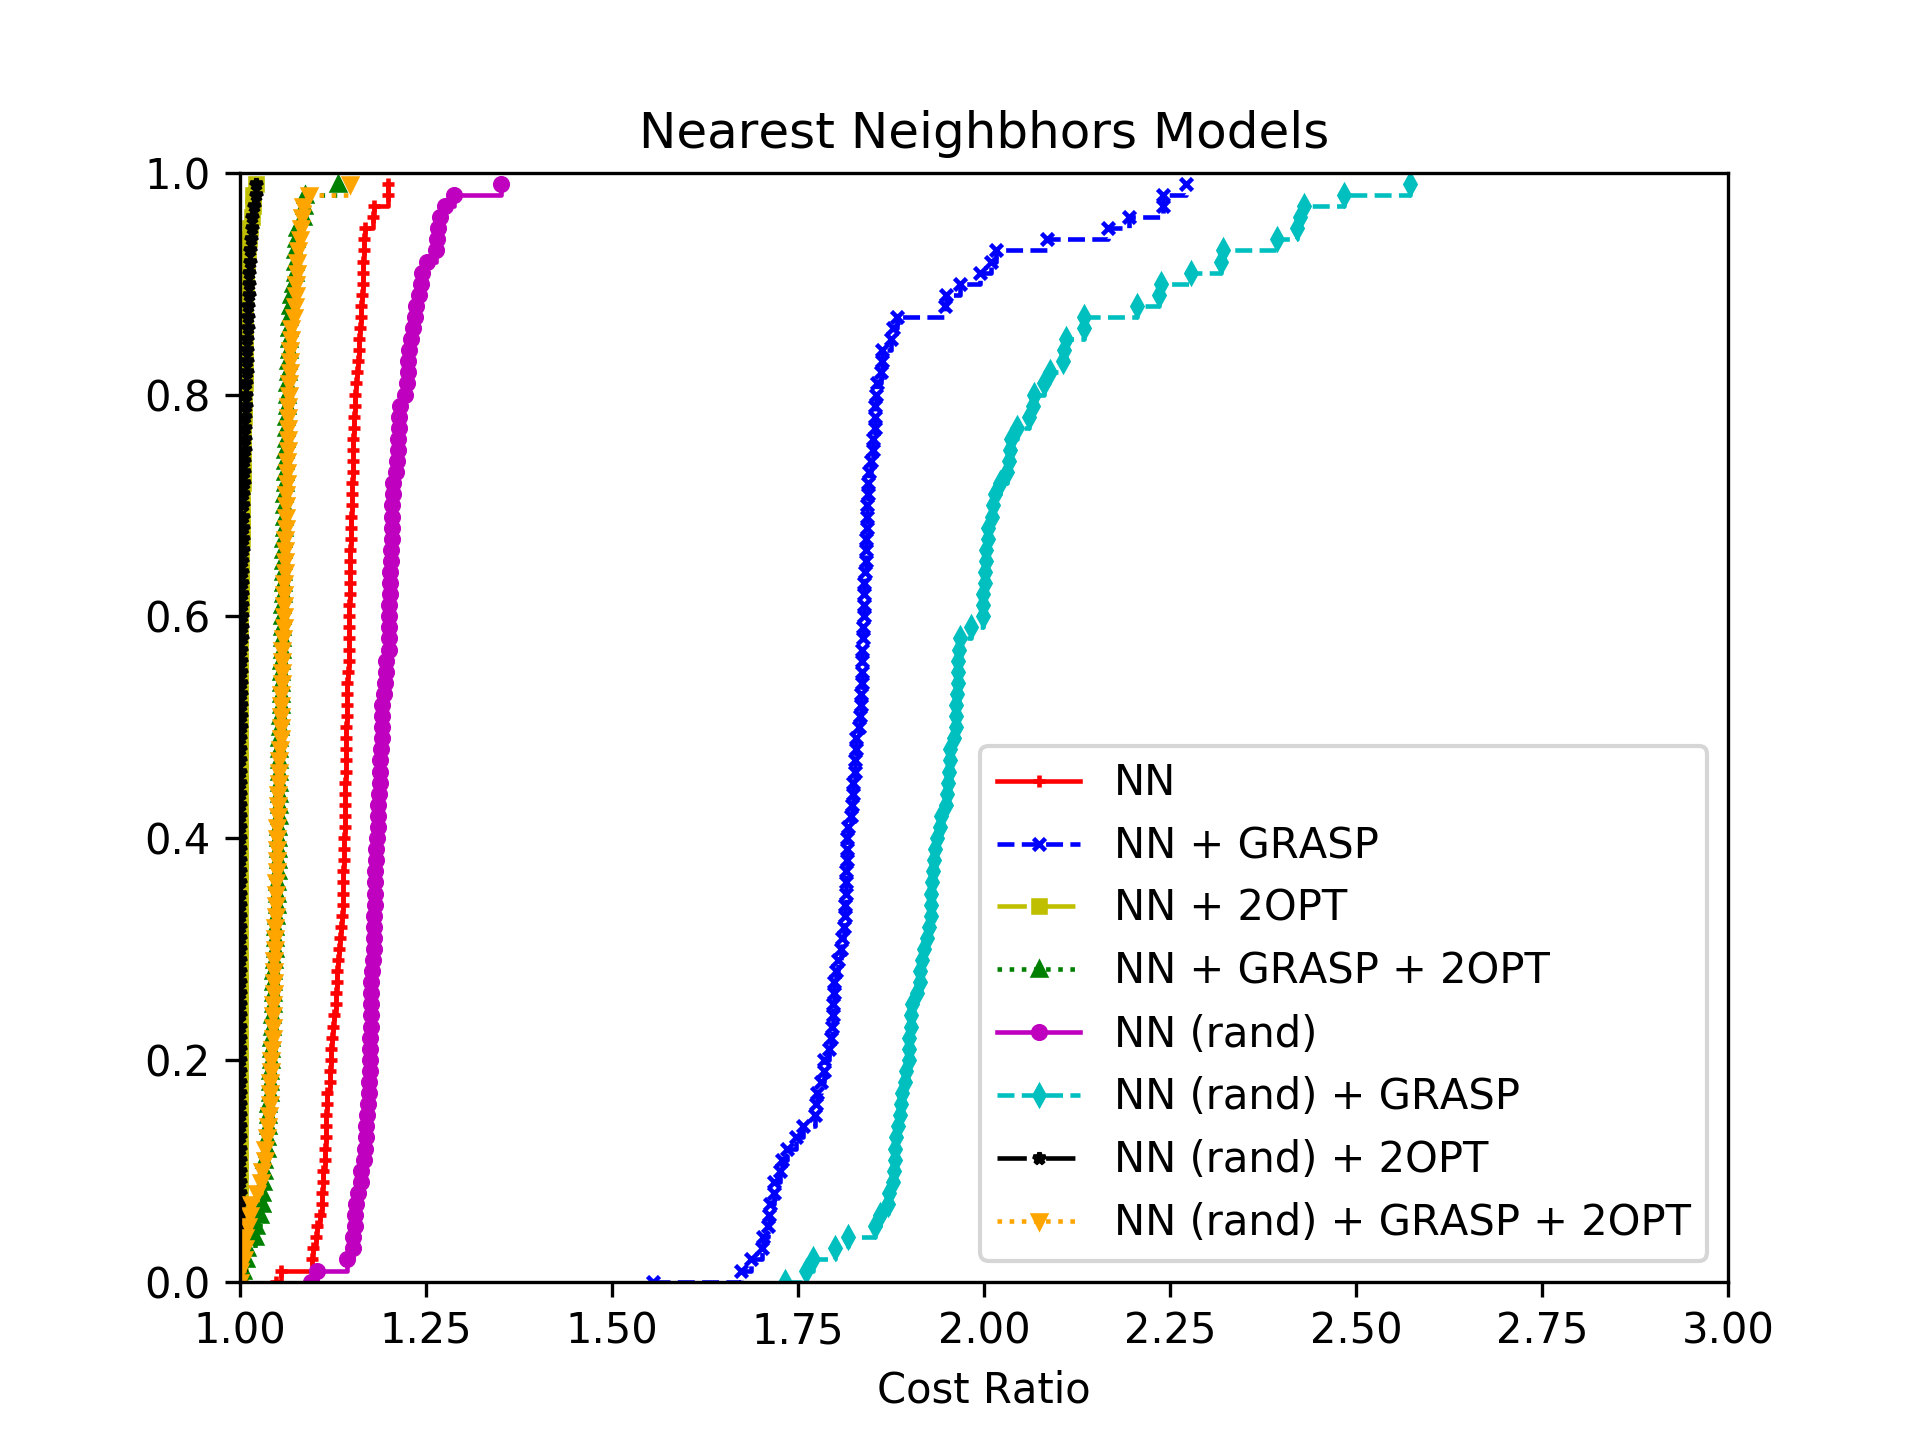 Nearest Neighbhors Models
1.0
0.8
0.6
0.4
0.2
0.0
1.00 1.25 1.50 1.75 2.00 2.25 2.50 2.75 3.00
Cost Ratio
NN
NN + GRASP
NN + 2OPT
NN + GRASP + 2OPT
NN (rand)
NN (rand) + GRASP
NN (rand) + 2OPT
NN (rand) + GRASP + 2OPT